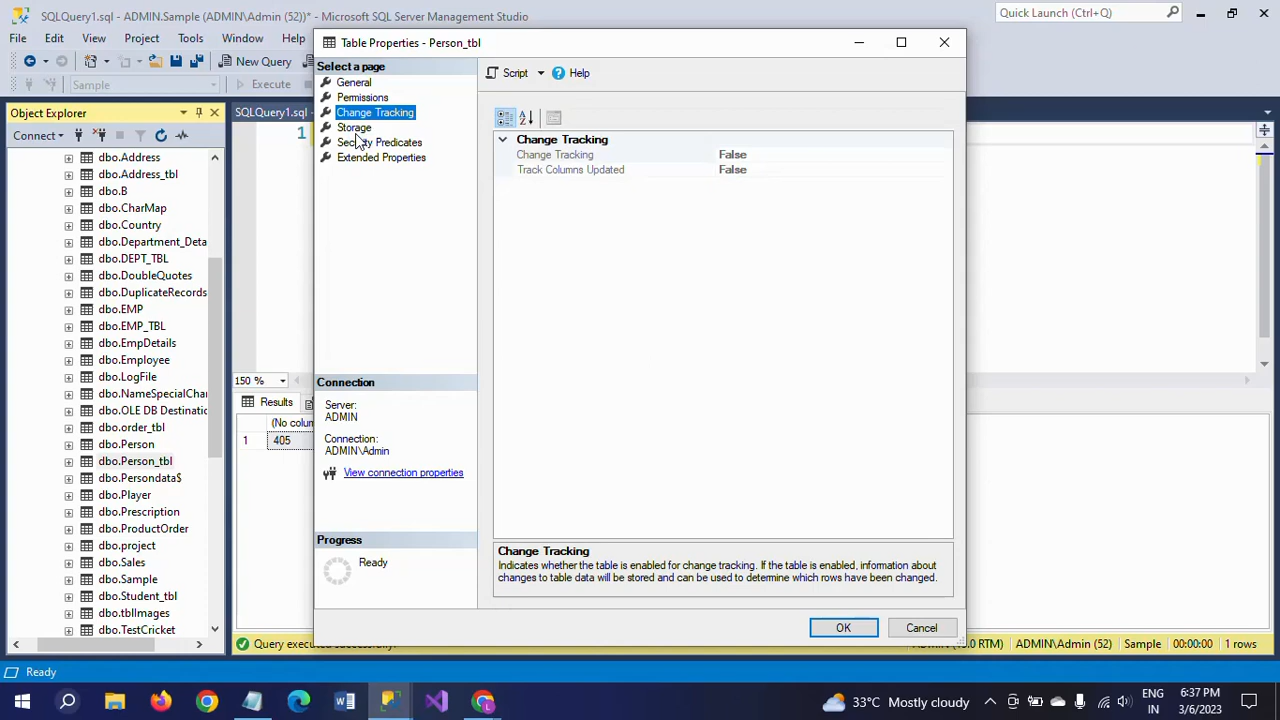 SQLQuery1.sql - ADMIN.Sample (ADMIN\Admin (52))* - Microsoft SQL Server Management Studio
Quick Launch (Ctrl+Q)
File Edit View Project Tools Window Help
New Query
Sample
Execute
Object Explorer
Connect
dbo.Address
dbo.Address_tbl
dbo.B
dbo.CharMap
dbo.Country
dbo.Department_Deta
dbo.DEPT_TBL
dbo.DoubleQuotes
dbo.DuplicateRecords
dbo.EMP
dbo.EMP_TBL
dbo.EmpDetails
dbo.Employee
dbo.LogFile
dbo.NameSpecialChar
dbo.OLE DB Destinatio
dbo.order_tbl
dbo.Person
dbo.Person_tbl
dbo.Persondata$
dbo.Player
dbo.Prescription
dbo.ProductOrder
dbo.project
dbo.Sales
dbo.Sample
dbo.Student_tbl
dbo.tblImages
dbo.TestCricket
SQLQuery1.sql -
1
150 %
Results
(No colum
1 405
Table Properties - Person_tbl
Select a page
General
Permissions
Change Tracking
Storage
Security Predicates
Extended Properties
Connection
Server:
ADMIN
Connection:
ADMIN\Admin
View connection properties
Progress
Ready
Script Help
Change Tracking
Change Tracking False
Track Columns Updated False
Change Tracking
Indicates whether the table is enabled for change tracking. If the table is enabled, information about
changes to table data will be stored and can be used to determine which rows have been changed.
OK Cancel
Query executed successfully.
ADMIN\Admin (52) Sample 00:00:00 1 rows
Ready
33°C Mostly cloudy
ENG
IN
6:37 PM
3/6/2023